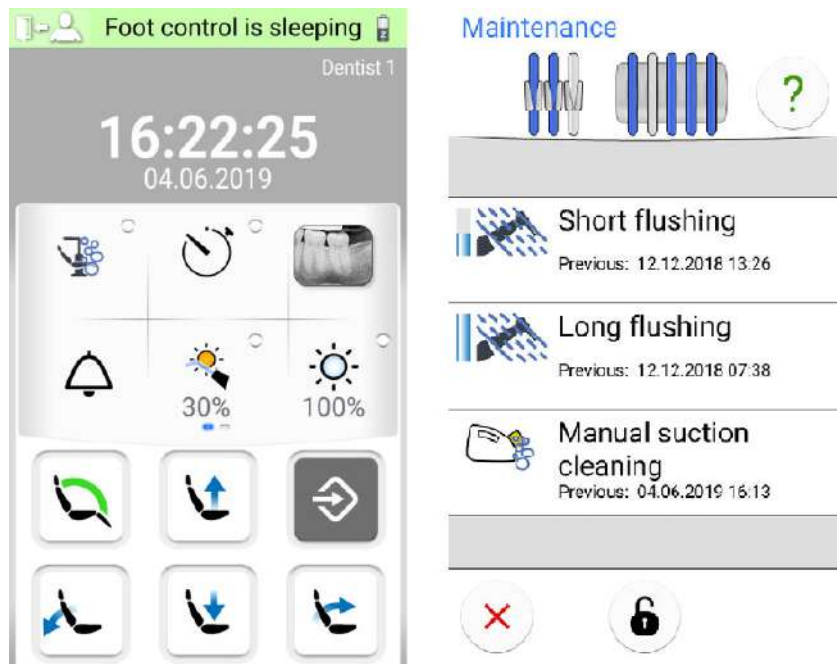 Foot control is sleeping
Dentist 1
16:22:25
04.06.2019
30%
100%
Maintenance
?
Short flushing
Previous: 12.12.2018 13:26
Long flushing
Previous: 12.12.2018 07:38
Manual suction
cleaning
Previous: 04.06.2019 16:13